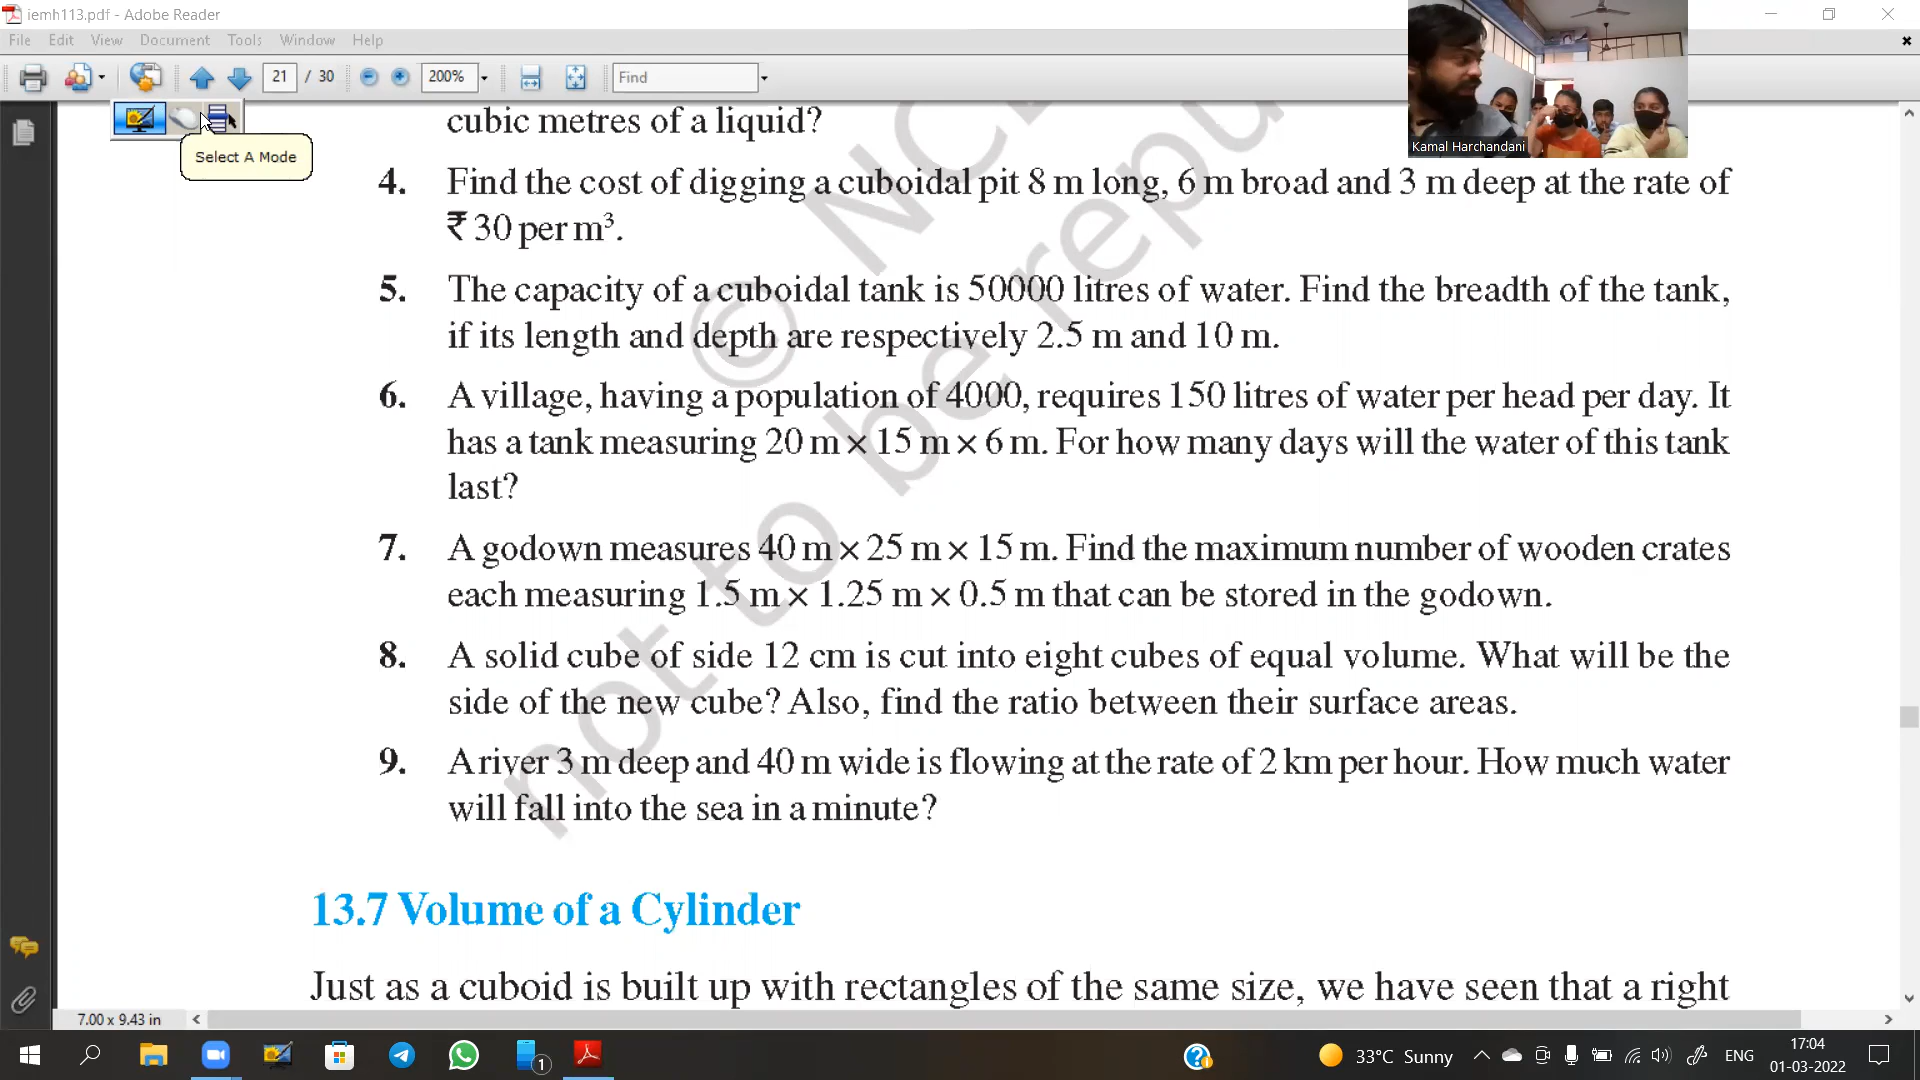 iemh113.pdf - Adobe Reader
File Edit View Document Tools Window Help
21 / 30 200% Find
Select A Mode
Kamal Harchandani
cubic metres of a liquid?
4. Find the cost of digging a cuboidal pit 8 m long, 6 m broad and 3 m deep at the rate of
₹ 30 per m³.
5. The capacity of a cuboidal tank is 50000 litres of water. Find the breadth of the tank,
if its length and depth are respectively 2.5 m and 10 m.
6. A village, having a population of 4000, requires 150 litres of water per head per day. It
has a tank measuring 20 m × 15 m × 6 m. For how many days will the water of this tank
last?
7. A godown measures 40 m × 25 m × 15 m. Find the maximum number of wooden crates
each measuring 1.5 m × 1.25 m × 0.5 m that can be stored in the godown.
8. A solid cube of side 12 cm is cut into eight cubes of equal volume. What will be the
side of the new cube? Also, find the ratio between their surface areas.
9. A river 3 m deep and 40 m wide is flowing at the rate of 2 km per hour. How much water
will fall into the sea in a minute?
13.7 Volume of a Cylinder
Just as a cuboid is built up with rectangles of the same size, we have seen that a right
© NC
not to be repu
7.00 x 9.43 in
1
33°C Sunny
ENG
17:04
01-03-2022